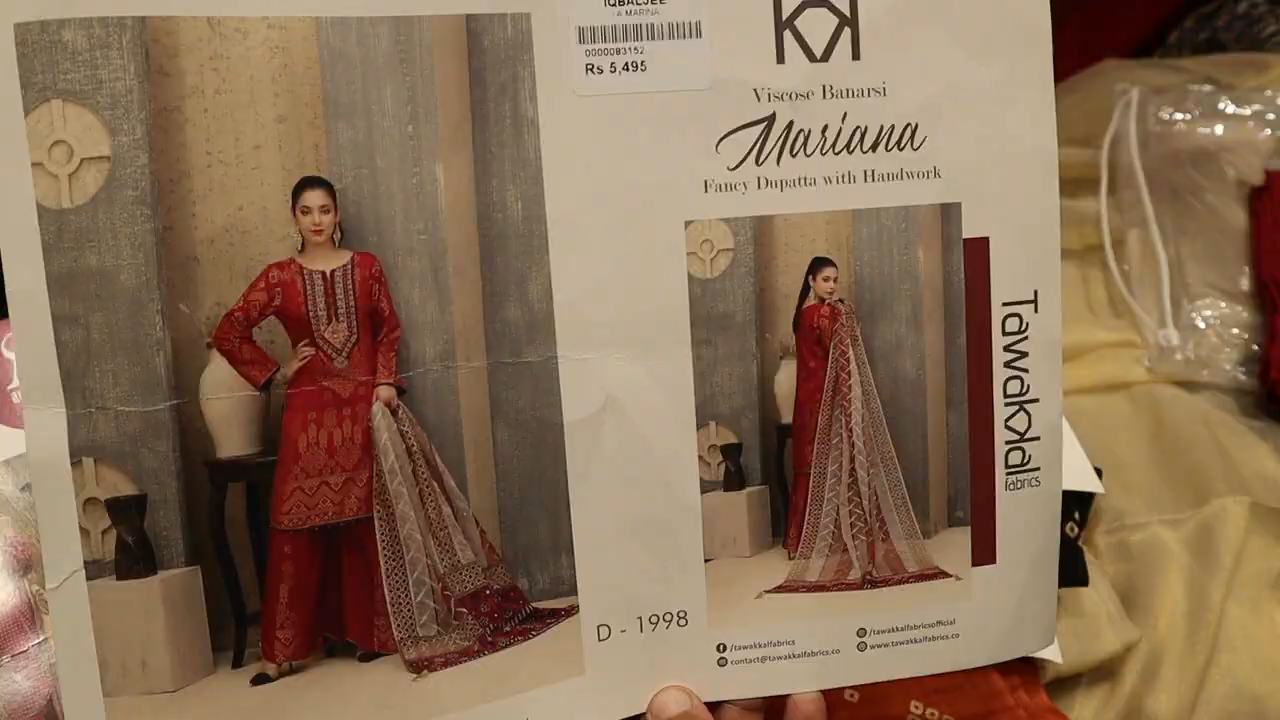 IQBALJEE
LA MARINA
0000083152
Rs 5,495
Viscose Banarsi
Mariana
Fancy Dupatta with Handwork
Tawakkal
fabrics
D - 1998
/tawakkalfabrics
/tawakkalfabricsofficial
contact@tawakkalfabrics.co
www.tawakkalfabrics.co